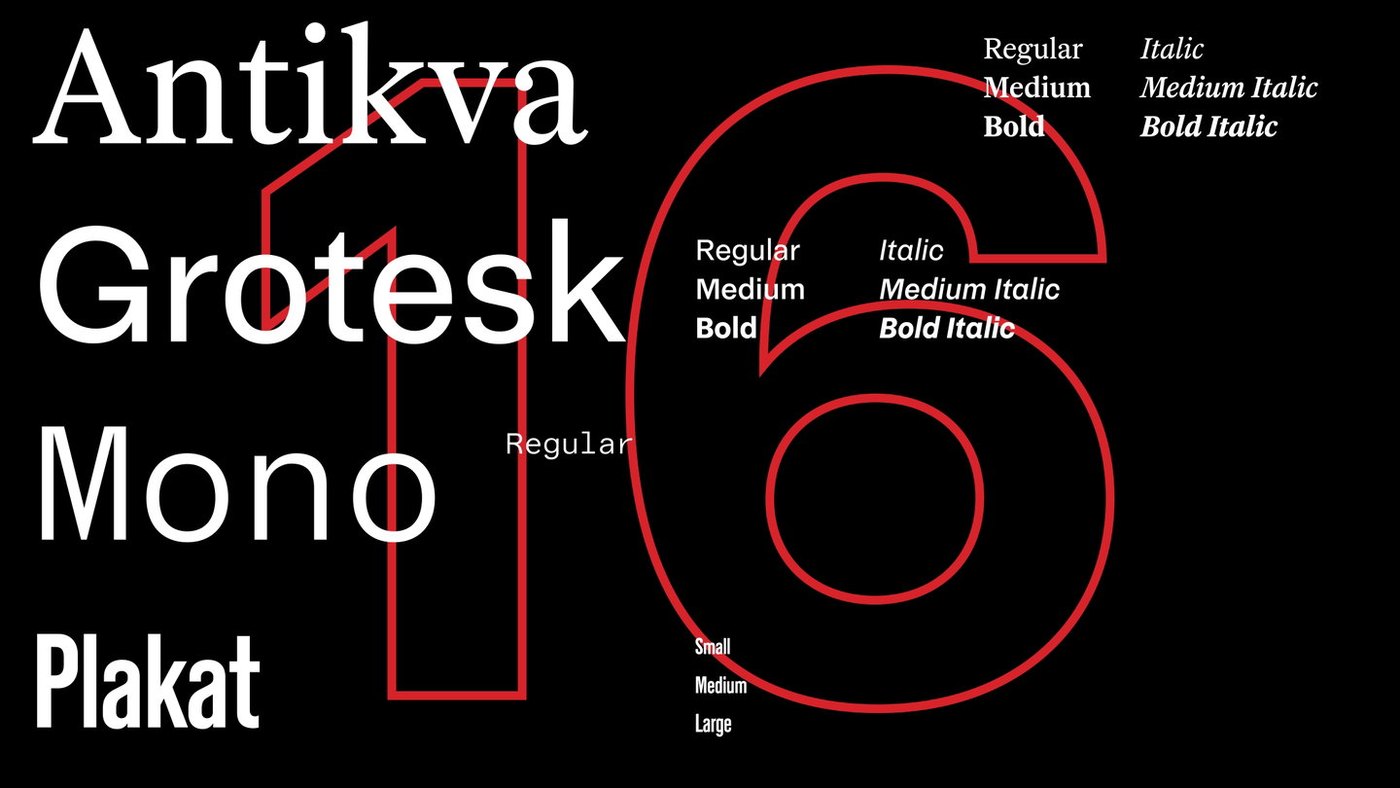 Antikva
Regular Italic
Medium Medium Italic
Bold Bold Italic
Grotesk
Regular Italic
Medium Medium Italic
Bold Bold Italic
Mono
Regular
Plakat
Small
Medium
Large
16